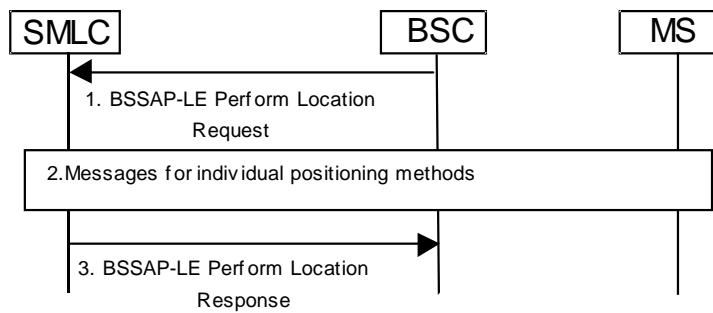 SMLC
BSC
MS
1. BSSAP-LE Perform Location
Request
2.Messages for individual positioning methods
3. BSSAP-LE Perform Location
Response